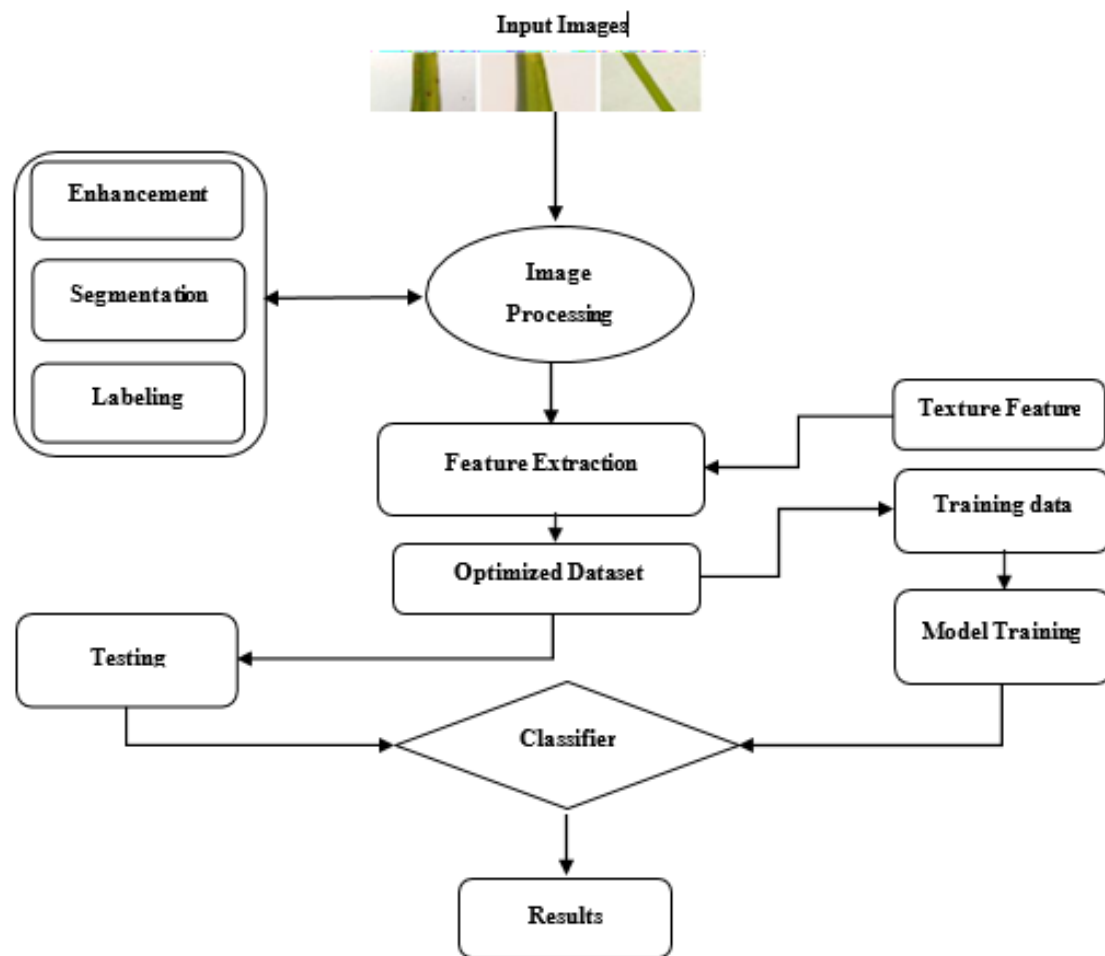 Input Images
Enhancement
Segmentation
Labeling
Image
Processing
Texture Feature
Feature Extraction
Training data
Optimized Dataset
Model Training
Testing
Classifier
Results